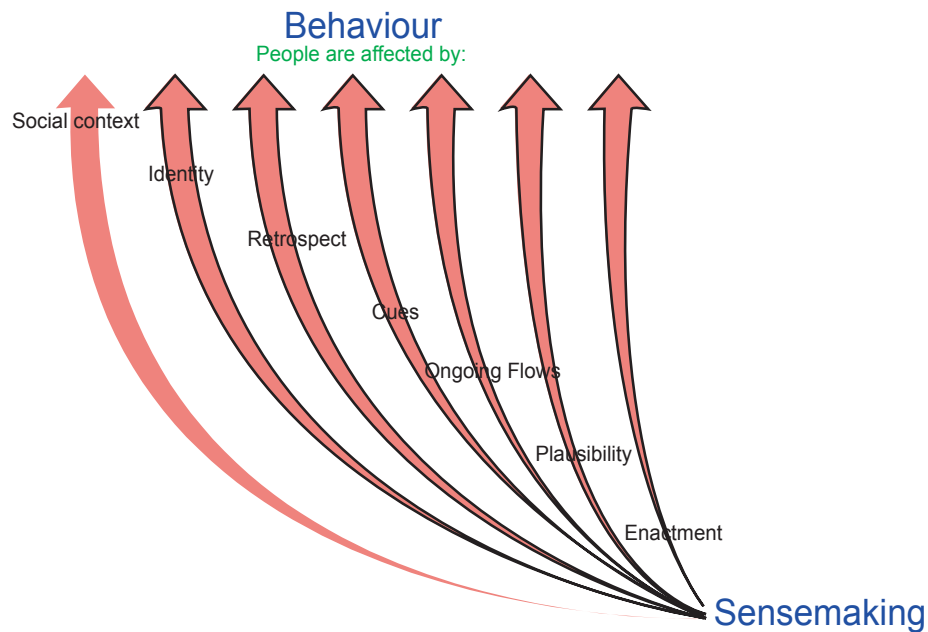 Behaviour
People are affected by:
Social context
Identity
Retrospect
Cues
Ongoing Flows
Plausibility
Enactment
Sensemaking